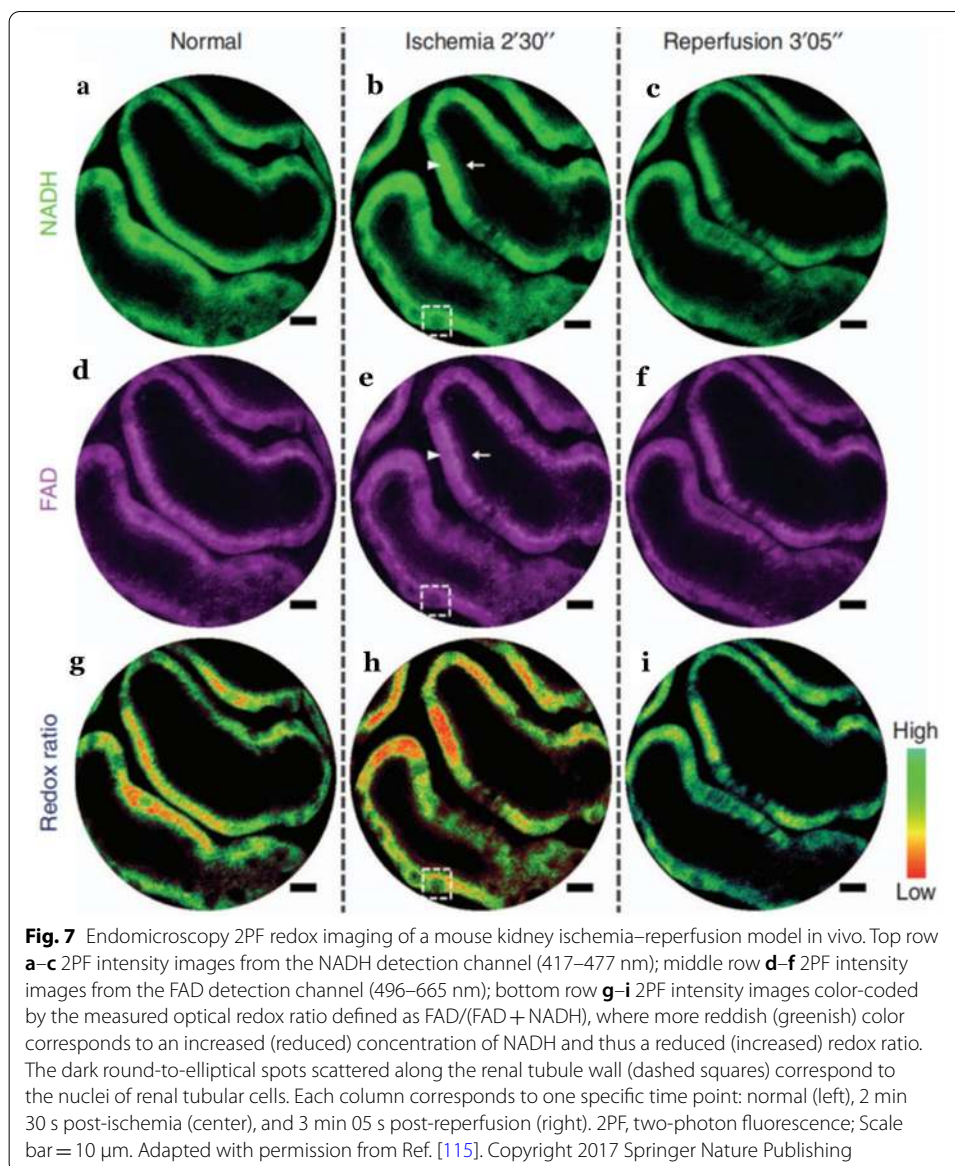 Normal
Ischemia 2′30″
Reperfusion 3′05″
a
b
c
NADH
d
e
f
FAD
g
h
i
Redox ratio
High
Low
Fig. 7 Endomicroscopy 2PF redox imaging of a mouse kidney ischemia–reperfusion model in vivo. Top row
a–c 2PF intensity images from the NADH detection channel (417–477 nm); middle row d–f 2PF intensity
images from the FAD detection channel (496–665 nm); bottom row g–i 2PF intensity images color-coded
by the measured optical redox ratio defined as FAD/(FAD + NADH), where more reddish (greenish) color
corresponds to an increased (reduced) concentration of NADH and thus a reduced (increased) redox ratio.
The dark round-to-elliptical spots scattered along the renal tubule wall (dashed squares) correspond to
the nuclei of renal tubular cells. Each column corresponds to one specific time point: normal (left), 2 min
30 s post-ischemia (center), and 3 min 05 s post-reperfusion (right). 2PF, two-photon fluorescence; Scale
bar = 10 μm. Adapted with permission from Ref. [115]. Copyright 2017 Springer Nature Publishing